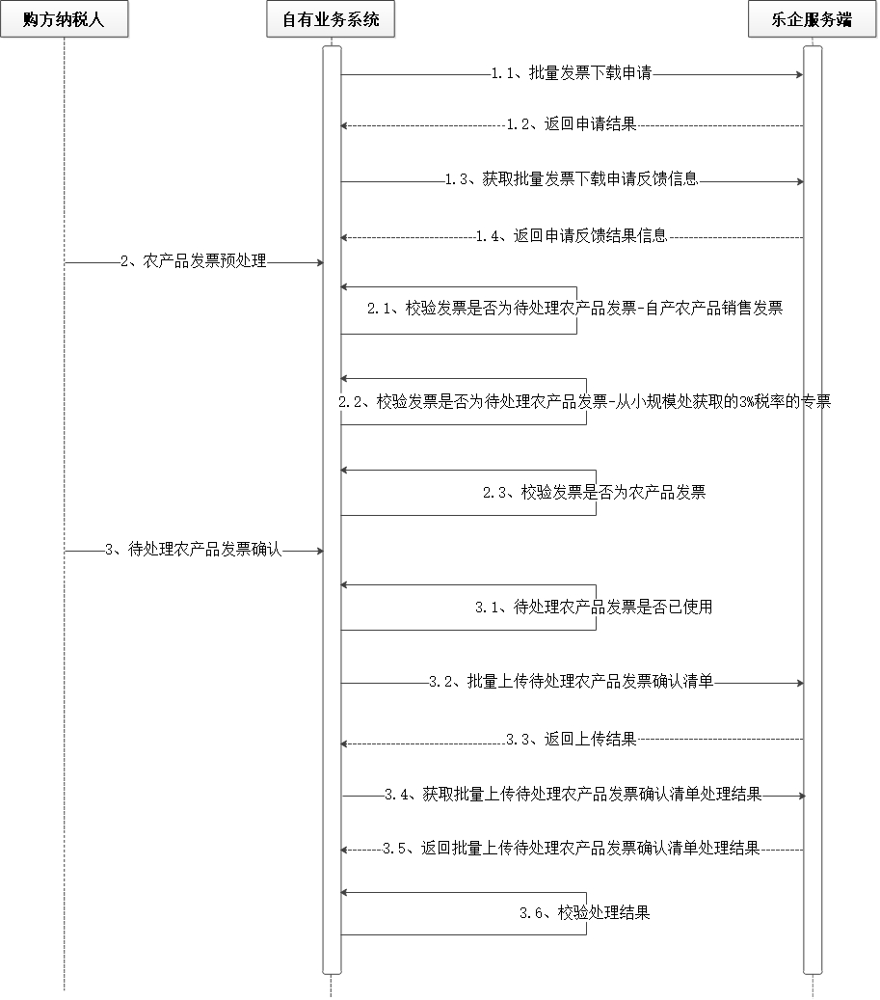 购方纳税人
自有业务系统
乐企服务端
1.1、批量发票下载申请
1.2、返回申请结果
1.3、获取批量发票下载申请反馈信息
1.4、返回申请反馈结果信息
2、农产品发票预处理
2.1、校验发票是否为待处理农产品发票-自产农产品销售发票
2.2、校验发票是否为待处理农产品发票-从小规模处获取的3%税率的专票
2.3、校验发票是否为农产品发票
3、待处理农产品发票确认
3.1、待处理农产品发票是否已使用
3.2、批量上传待处理农产品发票确认清单
3.3、返回上传结果
3.4、获取批量上传待处理农产品发票确认清单处理结果
3.5、返回批量上传待处理农产品发票确认清单处理结果
3.6、校验处理结果